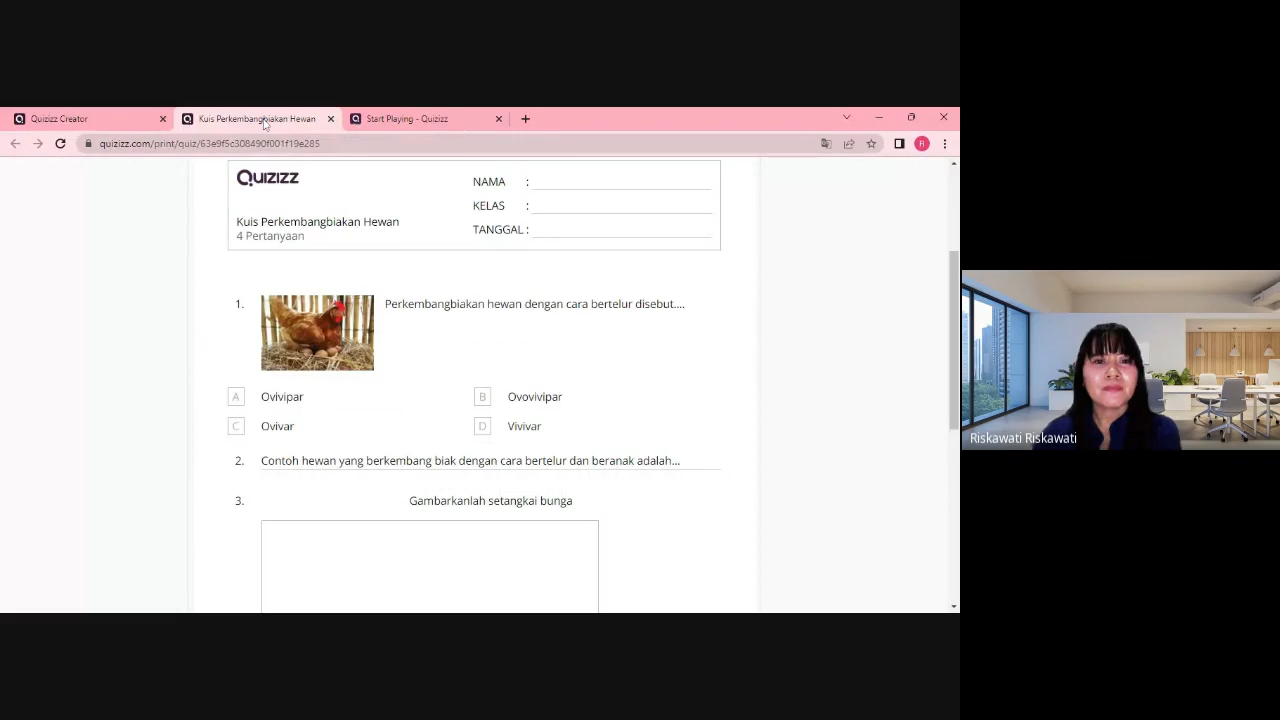 Quizizz Creator
Kuis Perkembangbiakan Hewan
Start Playing - Quizizz
quizizz.com/print/quiz/63e9f5c308490f001f19e285
R
Quizizz
NAMA :
KELAS :
TANGGAL :
Kuis Perkembangbiakan Hewan
4 Pertanyaan
1. Perkembangbiakan hewan dengan cara bertelur disebut....
A Ovivipar
B Ovovivipar
C Ovivar
D Vivivar
2. Contoh hewan yang berkembang biak dengan cara bertelur dan beranak adalah...
3. Gambarkanlah setangkai bunga
Riskawati Riskawati